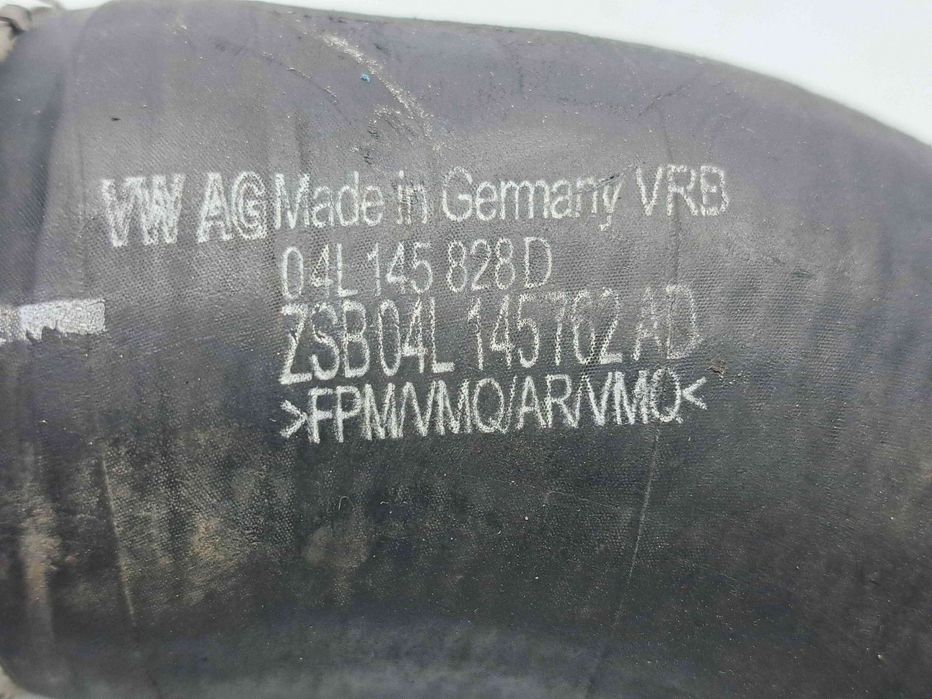 VW AG Made in Germany VRB
04L 145 828 D
ZSB 04L 145 762 AD
>FPM/VMQ/AR/VMQ<